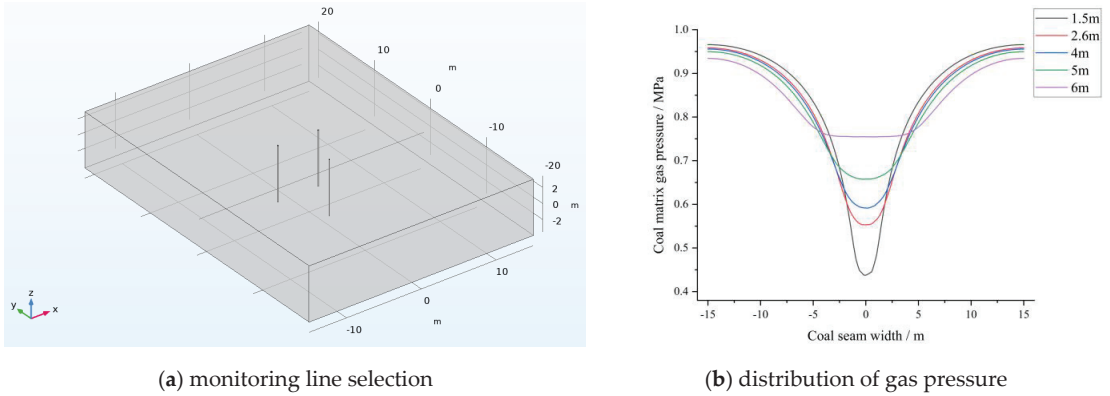 20
10
m
0
-10
-20
2
0 m
-2
10
0
m
-10
z
y x
1.5m
2.6m
4m
5m
6m
1.0
0.9
0.8
0.7
0.6
0.5
0.4
Coal matrix gas pressure / MPa
-15 -10 -5 0 5 10 15
Coal seam width / m
(a) monitoring line selection
(b) distribution of gas pressure